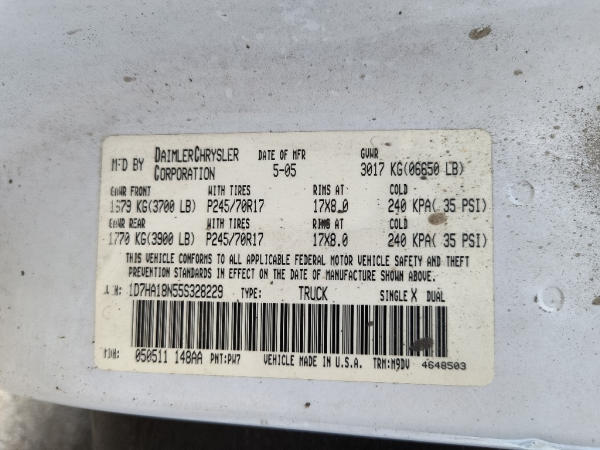 MFD BY DAIMLERCHRYSLER CORPORATION DATE OF MFR 5-05 GVWR 3017 KG(06650 LB)
GAWR FRONT WITH TIRES RIMS AT COLD
1679 KG(3700 LB) P245/70R17 17X8.0 240 KPA( 35 PSI)
GAWR REAR WITH TIRES RIMS AT COLD
1770 KG(3900 LB) P245/70R17 17X8.0 240 KPA( 35 PSI)
THIS VEHICLE CONFORMS TO ALL APPLICABLE FEDERAL MOTOR VEHICLE SAFETY AND THEFT
PREVENTION STANDARDS IN EFFECT ON THE DATE OF MANUFACTURE SHOWN ABOVE.
VIN: 1D7HA18N55S328229 TYPE: TRUCK SINGLE X DUAL
MDH: 050511 148AA PNT:PW7 VEHICLE MADE IN U.S.A. TRM:M9DV 4648503